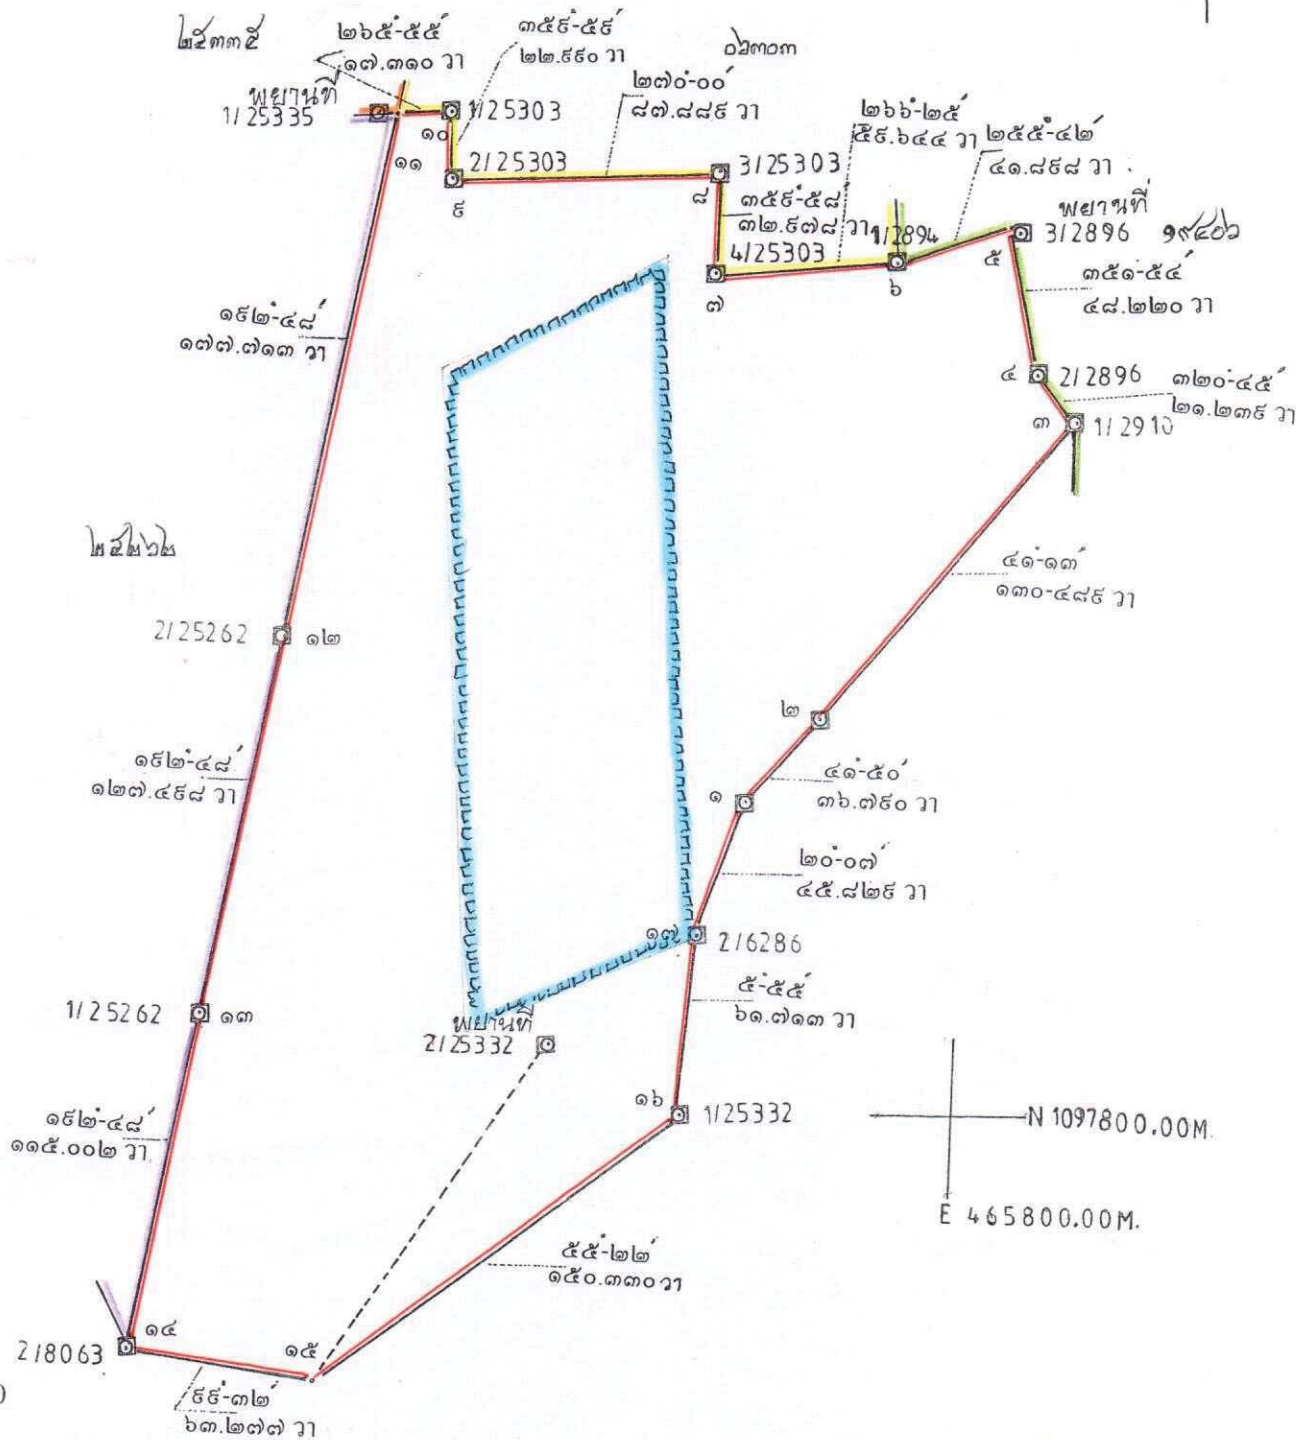 ๒๕๓๓๕
๒๖๕°-๕๕′
๑๗.๓๑๐ วา
๓๕๙°-๕๙′
๒๒.๙๙๐ วา
๒๗๐°-๐๐′
๘๗.๘๘๙ วา
๒๖๖°-๒๕′
๕๙.๖๔๔ วา
๒๕๕°-๔๒′
๔๑.๘๙๘ วา
พยานที่
1/25335
1/25303
๑๐
๑๑
2/25303
๙
3/25303
๘
๓๕๙°-๕๘′
๓๒.๙๗๘ วา
4/25303
๗
1/2894
๖
พยานที่
3/2896
๕
๓๕๑°-๕๔′
๔๘.๒๒๐ วา
๔
2/2896
๓๒๐°-๔๕′
๒๑.๒๓๙ วา
๓
1/2910
๑๙๒°-๔๘′
๑๗๗.๗๑๓ วา
๒๕๒๖๒
๔๑°-๑๓′
๑๓๐-๔๘๙ วา
2/25262
๑๒
๒
๔๑°-๕๐′
๓๖.๗๙๐ วา
๑
๑๙๒°-๔๘′
๑๒๗.๔๙๘ วา
๒๐°-๐๗′
๔๕.๘๒๙ วา
๑๗
2/6286
1/25262
๑๓
๕°-๕๕′
๖๑.๗๑๓ วา
พยานที่
2/25332
๑๖
1/25332
N 1097800.00M.
E 465800.00M.
๑๙๒°-๔๘′
๑๑๕.๐๐๒ วา
๕๕°-๒๒′
๑๕๐.๓๓๐ วา
๑๔
2/8063
๑๕
๙๙°-๓๒′
๖๓.๒๗๗ วา